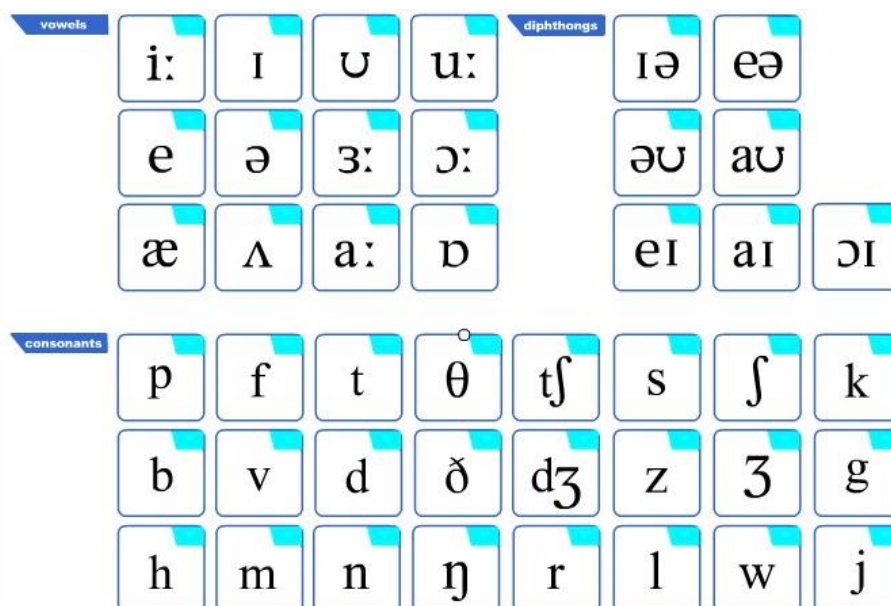 vowels iː ɪ ʊ uː diphthongs ɪə eə
e ə ɜː ɔː əʊ aʊ
æ ʌ aː ɒ eɪ aɪ ɔɪ
consonants p f t θ tʃ s ʃ k
b v d ð dʒ z ʒ g
h m n ŋ r l w j